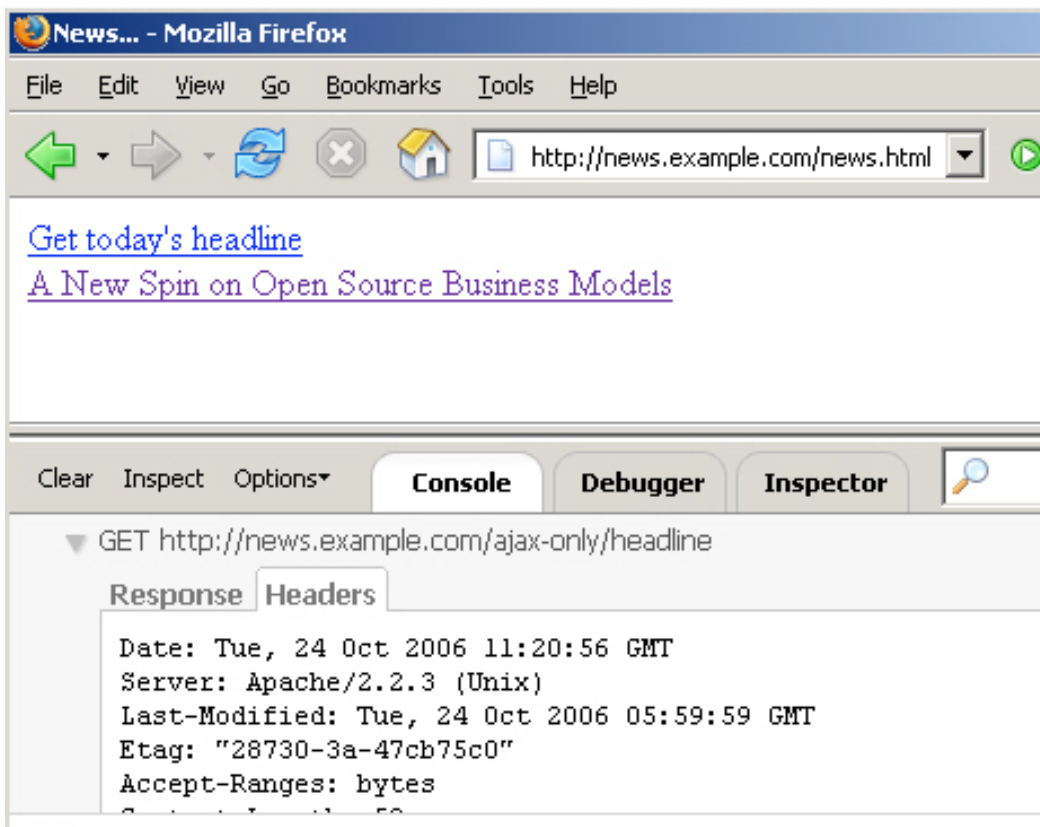 News... - Mozilla Firefox
File Edit View Go Bookmarks Tools Help
http://news.example.com/news.html
Get today's headline
A New Spin on Open Source Business Models
Clear Inspect Options Console Debugger Inspector
GET http://news.example.com/ajax-only/headline
Response Headers
Date: Tue, 24 Oct 2006 11:20:56 GMT
Server: Apache/2.2.3 (Unix)
Last-Modified: Tue, 24 Oct 2006 05:59:59 GMT
Etag: "28730-3a-47cb75c0"
Accept-Ranges: bytes